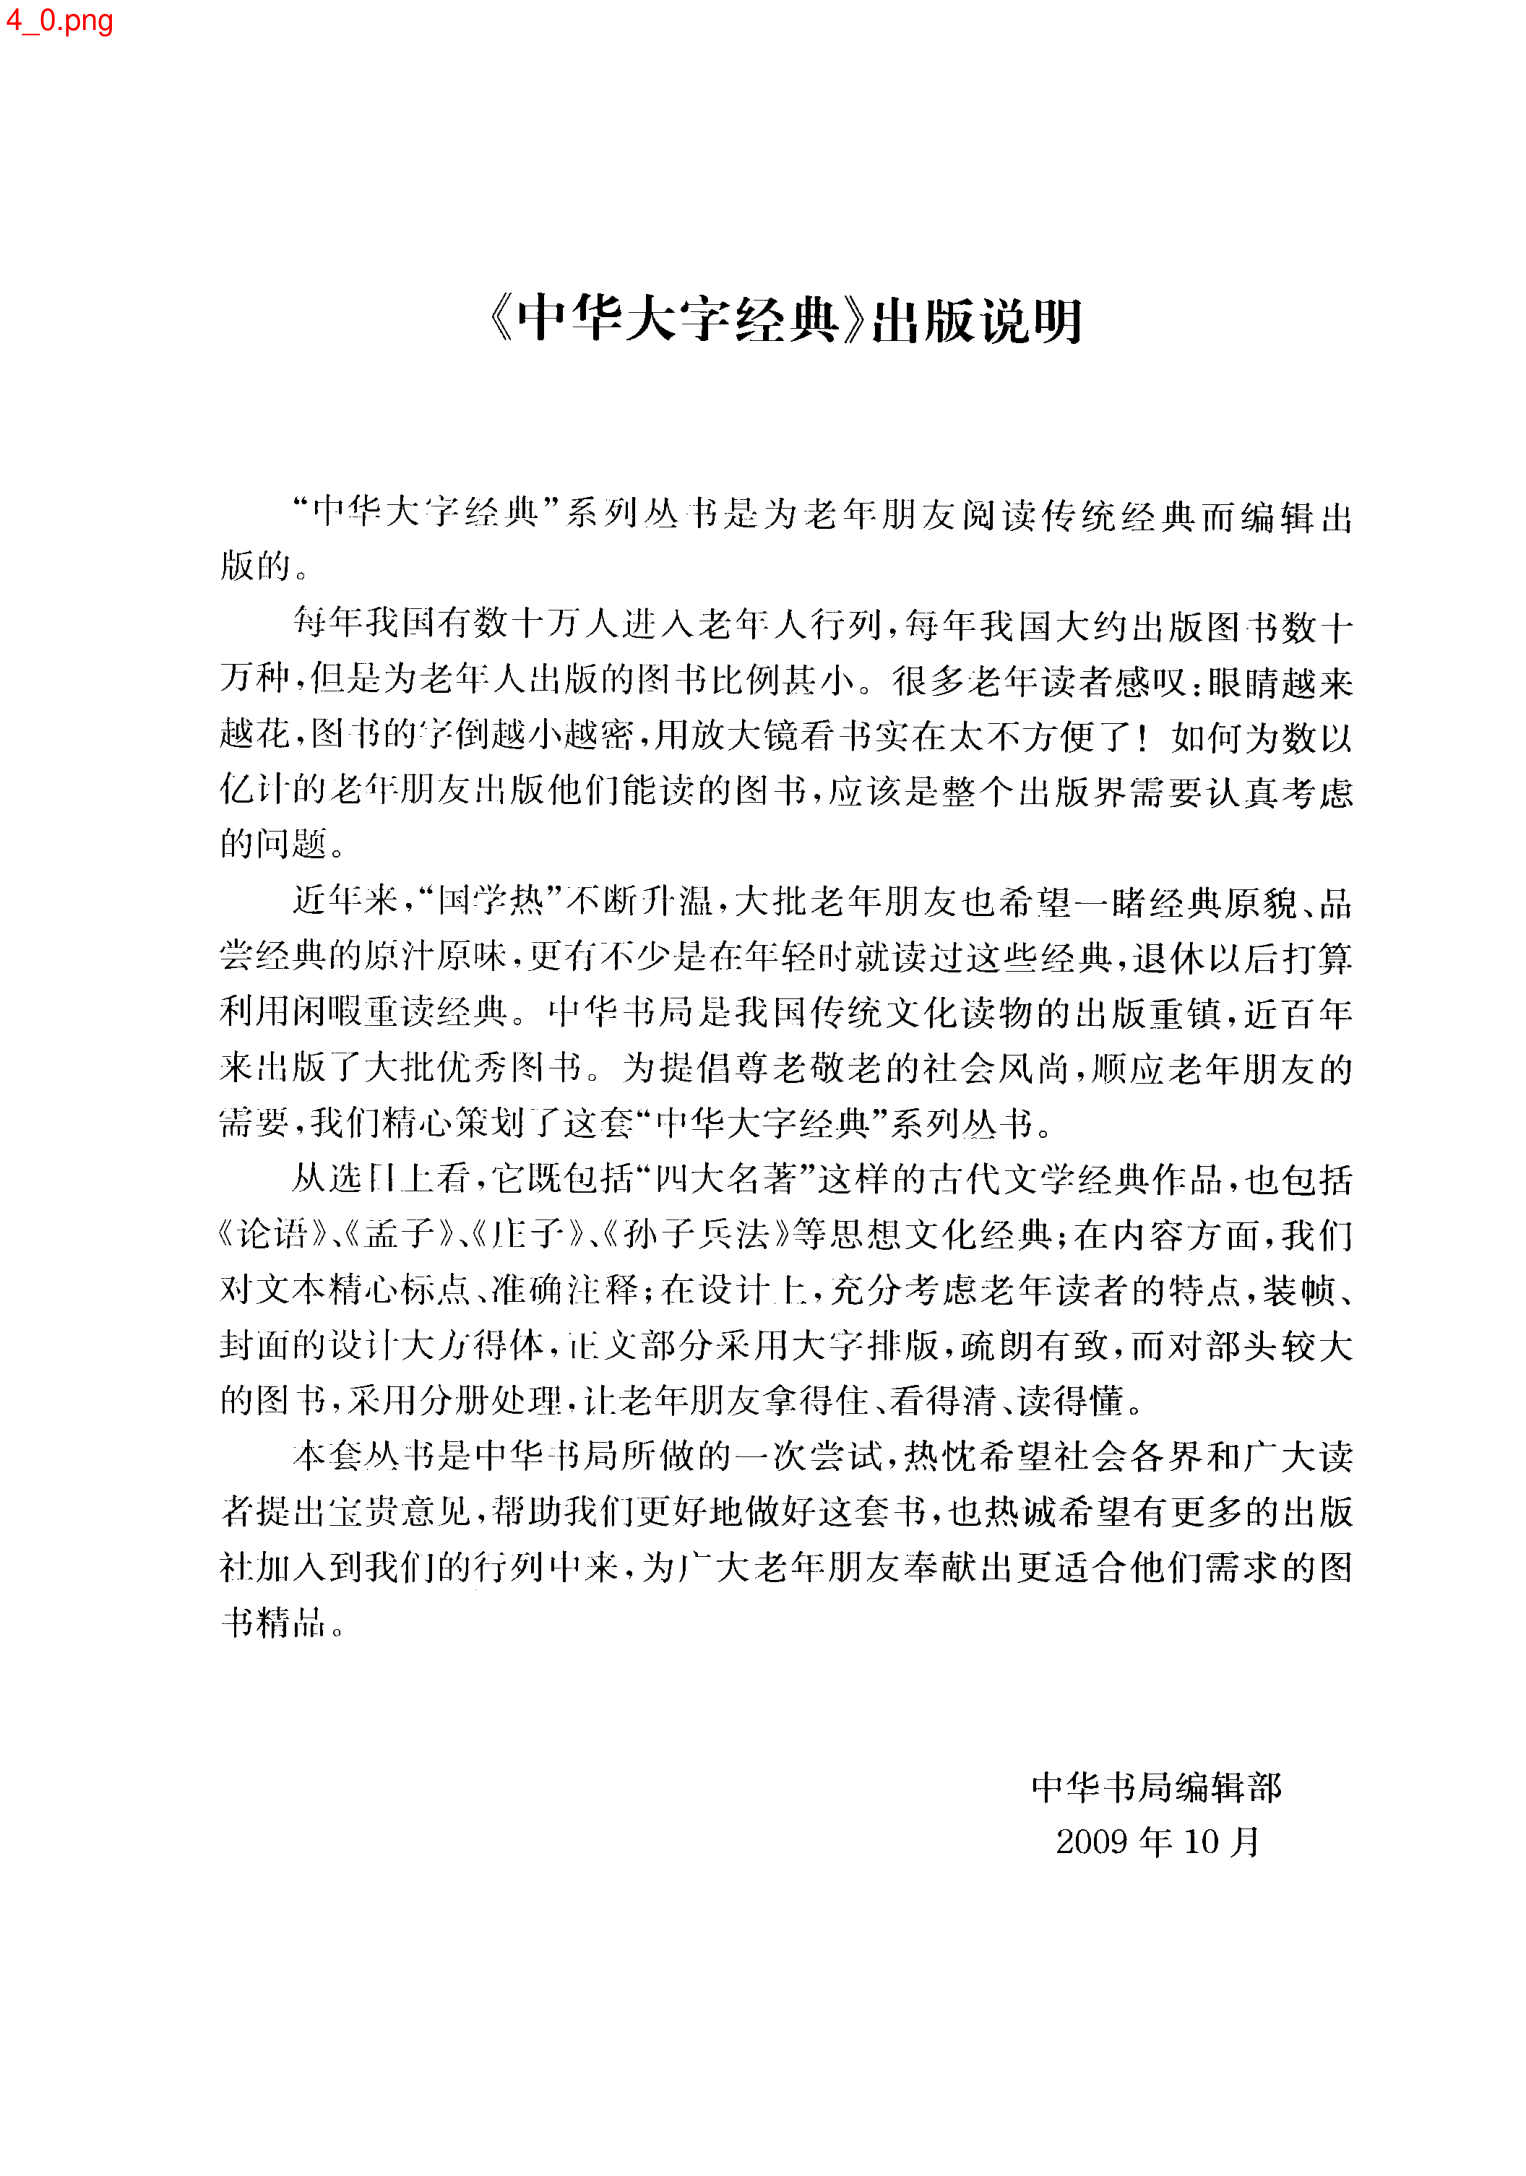 4_0.png
《中华大字经典》出版说明
“中华大字经典”系列丛书是为老年朋友阅读传统经典而编辑出
版的。
每年我国有数十万人进入老年人行列,每年我国大约出版图书数十
万种,但是为老年人出版的图书比例甚小。很多老年读者感叹:眼睛越来
越花,图书的字倒越小越密,用放大镜看书实在太不方便了！如何为数以
亿计的老年朋友出版他们能读的图书,应该是整个出版界需要认真考虑
的问题。
近年来,“国学热”不断升温,大批老年朋友也希望一睹经典原貌、品
尝经典的原汁原味,更有不少是在年轻时就读过这些经典,退休以后打算
利用闲暇重读经典。中华书局是我国传统文化读物的出版重镇,近百年
来出版了大批优秀图书。为提倡尊老敬老的社会风尚,顺应老年朋友的
需要,我们精心策划了这套“中华大字经典”系列丛书。
从选目上看,它既包括“四大名著”这样的古代文学经典作品,也包括
《论语》、《孟子》、《庄子》、《孙子兵法》等思想文化经典;在内容方面,我们
对文本精心标点、准确注释;在设计上,充分考虑老年读者的特点,装帧、
封面的设计大方得体,正文部分采用大字排版,疏朗有致,而对部头较大
的图书,采用分册处理,让老年朋友拿得住、看得清、读得懂。
本套丛书是中华书局所做的一次尝试,热忱希望社会各界和广大读
者提出宝贵意见,帮助我们更好地做好这套书,也热诚希望有更多的出版
社加入到我们的行列中来,为广大老年朋友奉献出更适合他们需求的图
书精品。
中华书局编辑部
2009 年 10 月